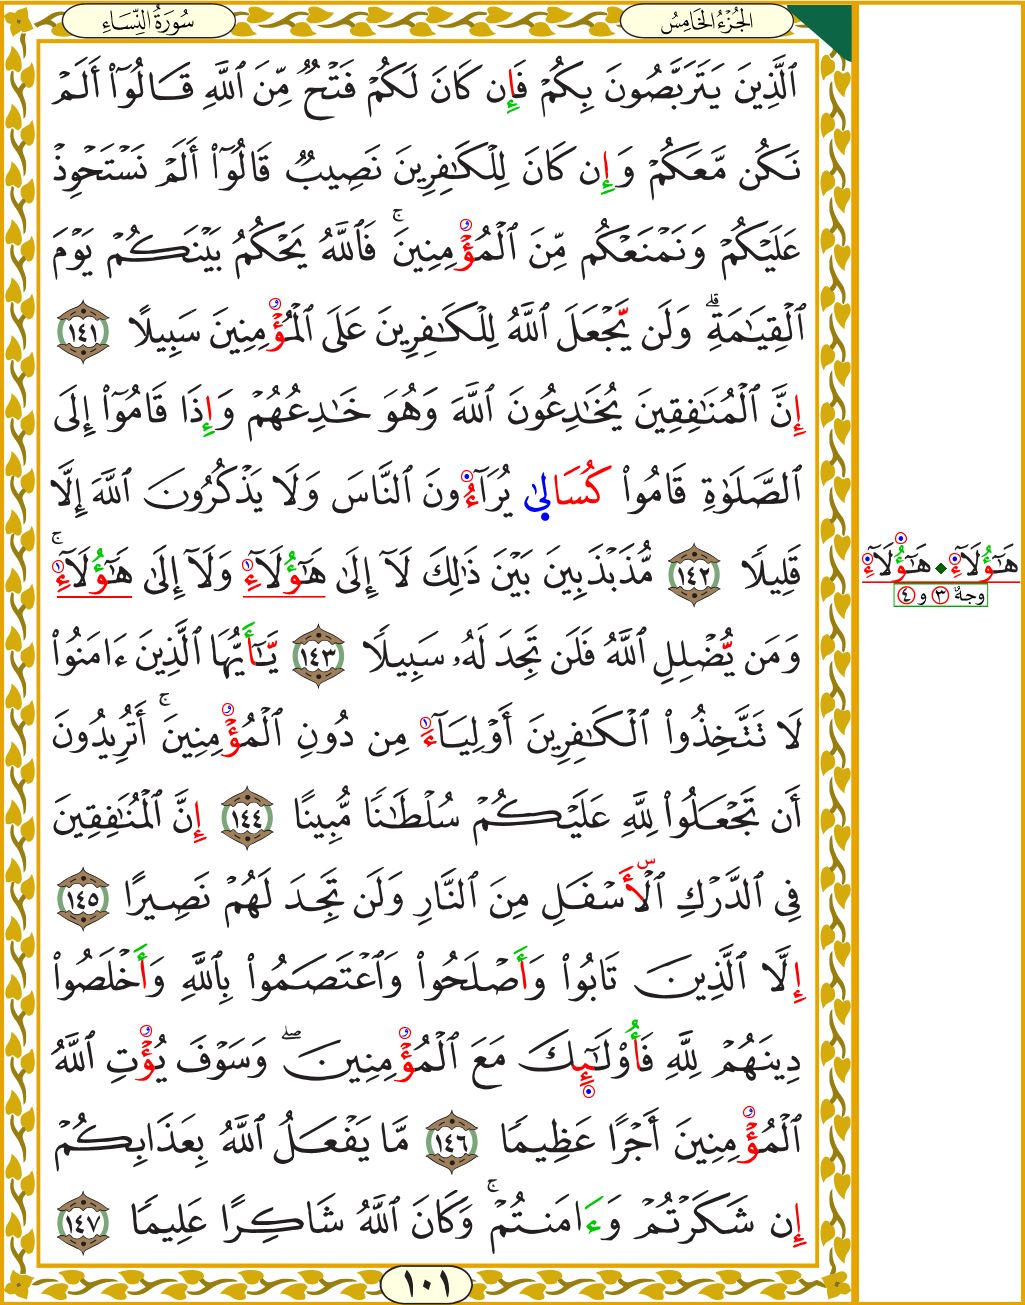 الجُزْءُ الخَامِسُ
سُورَةُ النِّسَاءِ
ٱلَّذِينَ يَتَرَبَّصُونَ بِكُمْ فَإِن كَانَ لَكُمْ فَتْحٌ مِّنَ ٱللَّهِ قَالُوٓا۟ أَلَمْ
نَكُن مَّعَكُمْ وَإِن كَانَ لِلْكَـٰفِرِينَ نَصِيبٌ قَالُوٓا۟ أَلَمْ نَسْتَحْوِذْ
عَلَيْكُمْ وَنَمْنَعْكُم مِّنَ ٱلْمُؤْمِنِينَ ۚ فَٱللَّهُ يَحْكُمُ بَيْنَكُمْ يَوْمَ
ٱلْقِيَـٰمَةِ ۗ وَلَن يَّجْعَلَ ٱللَّهُ لِلْكَـٰفِرِينَ عَلَى ٱلْمُؤْمِنِينَ سَبِيلًا ١٤١
إِنَّ ٱلْمُنَـٰفِقِينَ يُخَـٰدِعُونَ ٱللَّهَ وَهُوَ خَـٰدِعُهُمْ وَإِذَا قَامُوٓا۟ إِلَى
ٱلصَّلَوٰةِ قَامُوا۟ كُسَالىٰ يُرَآءُونَ ٱلنَّاسَ وَلَا يَذْكُرُونَ ٱللَّهَ إِلَّا
قَلِيلًا ١٤٢ مُّذَبْذَبِينَ بَيْنَ ذَٰلِكَ لَآ إِلَىٰ هَـٰٓؤُلَآءِ وَلَآ إِلَىٰ هَـٰٓؤُلَآءِ ۚ
هَـٰٓؤُلَآءِ هَـٰٓؤُلَآءِ
وجهٌ ٣ و ٤
وَمَن يُّضْلِلِ ٱللَّهُ فَلَن تَجِدَ لَهُۥ سَبِيلًا ١٤٣ يَـٰٓأَيُّهَا ٱلَّذِينَ ءَامَنُوا۟
لَا تَتَّخِذُوا۟ ٱلْكَـٰفِرِينَ أَوْلِيَآءَ مِن دُونِ ٱلْمُؤْمِنِينَ ۚ أَتُرِيدُونَ
أَن تَجْعَلُوا۟ لِلَّهِ عَلَيْكُمْ سُلْطَـٰنًا مُّبِينًا ١٤٤ إِنَّ ٱلْمُنَـٰفِقِينَ
فِي ٱلدَّرْكِ ٱلْأَسْفَلِ مِنَ ٱلنَّارِ وَلَن تَجِدَ لَهُمْ نَصِيرًا ١٤٥
إِلَّا ٱلَّذِينَ تَابُوا۟ وَأَصْلَحُوا۟ وَٱعْتَصَمُوا۟ بِٱللَّهِ وَأَخْلَصُوا۟
دِينَهُمْ لِلَّهِ فَأُو۟لَـٰٓئِكَ مَعَ ٱلْمُؤْمِنِينَ ۖ وَسَوْفَ يُؤْتِ ٱللَّهُ
ٱلْمُؤْمِنِينَ أَجْرًا عَظِيمًا ١٤٦ مَّا يَفْعَلُ ٱللَّهُ بِعَذَابِكُمْ
إِن شَكَرْتُمْ وَءَامَنتُمْ ۚ وَكَانَ ٱللَّهُ شَاكِرًا عَلِيمًا ١٤٧
١٠١